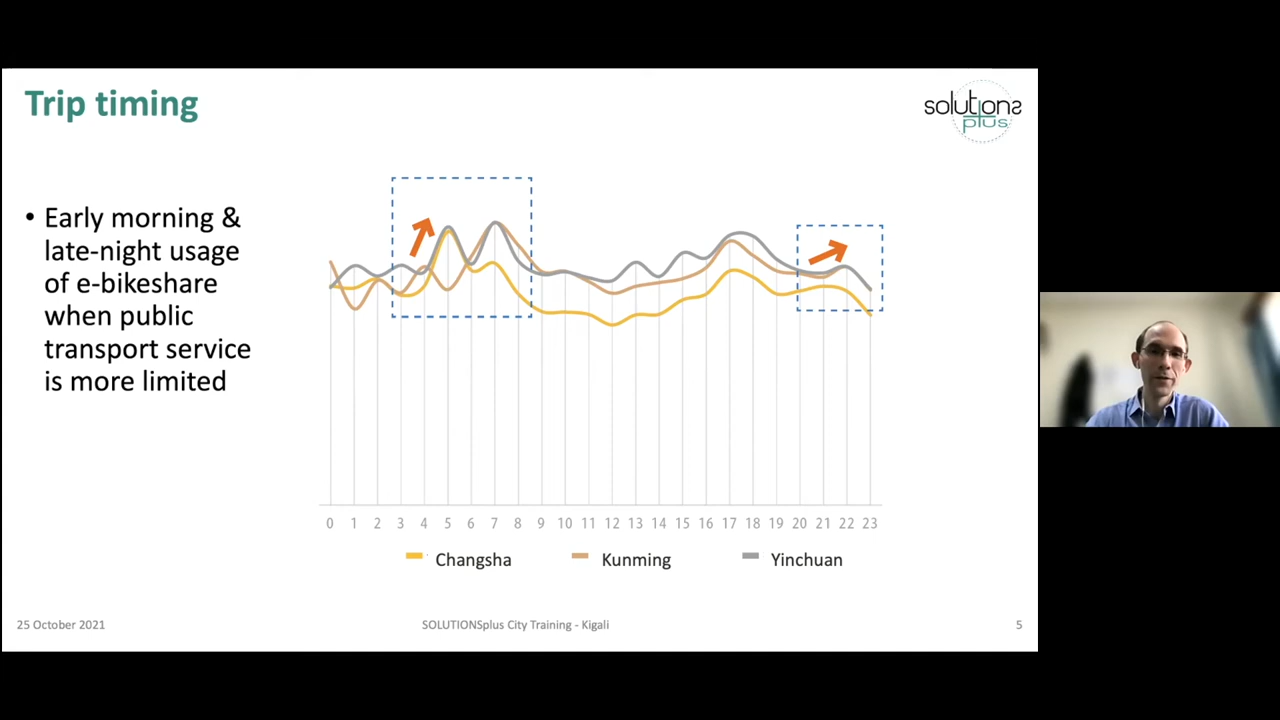 Trip timing
solutions
plus
• Early morning &
late-night usage
of e-bikeshare
when public
transport service
is more limited
0 1 2 3 4 5 6 7 8 9 10 11 12 13 14 15 16 17 18 19 20 21 22 23
Changsha Kunming Yinchuan
25 October 2021 SOLUTIONSplus City Training - Kigali 5